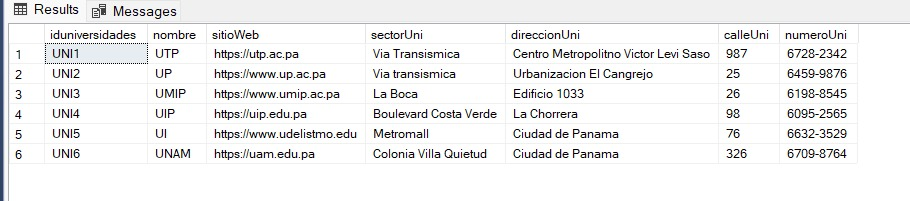 Results Messages
iduniversidades nombre sitioWeb sectorUni direccionUni calleUni numeroUni
1 UNI1 UTP https://utp.ac.pa Via Transismica Centro Metropolitno Victor Levi Saso 987 6728-2342
2 UNI2 UP https://www.up.ac.pa Via transismica Urbanizacion El Cangrejo 25 6459-9876
3 UNI3 UMIP https://www.umip.ac.pa La Boca Edificio 1033 26 6198-8545
4 UNI4 UIP https://uip.edu.pa Boulevard Costa Verde La Chorrera 98 6095-2565
5 UNI5 UI https://www.udelistmo.edu Metromall Ciudad de Panama 76 6632-3529
6 UNI6 UNAM https://uam.edu.pa Colonia Villa Quietud Ciudad de Panama 326 6709-8764